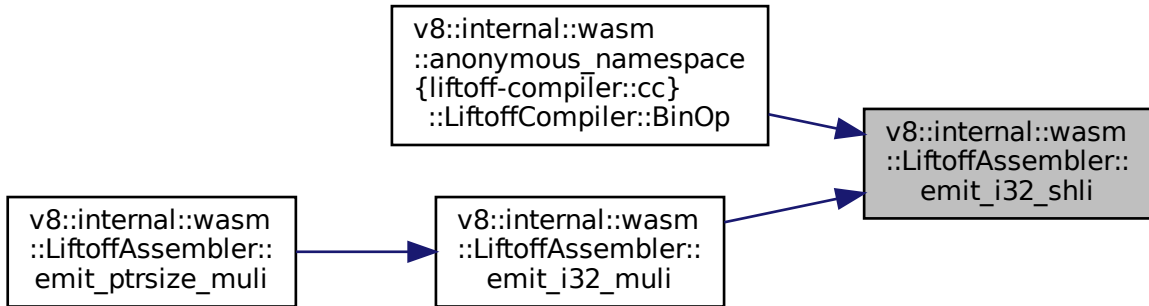 v8::internal::wasm
::anonymous_namespace
{liftoff-compiler::cc}
::LiftoffCompiler::BinOp
v8::internal::wasm
::LiftoffAssembler::
emit_i32_shli
v8::internal::wasm
::LiftoffAssembler::
emit_ptrsize_muli
v8::internal::wasm
::LiftoffAssembler::
emit_i32_muli